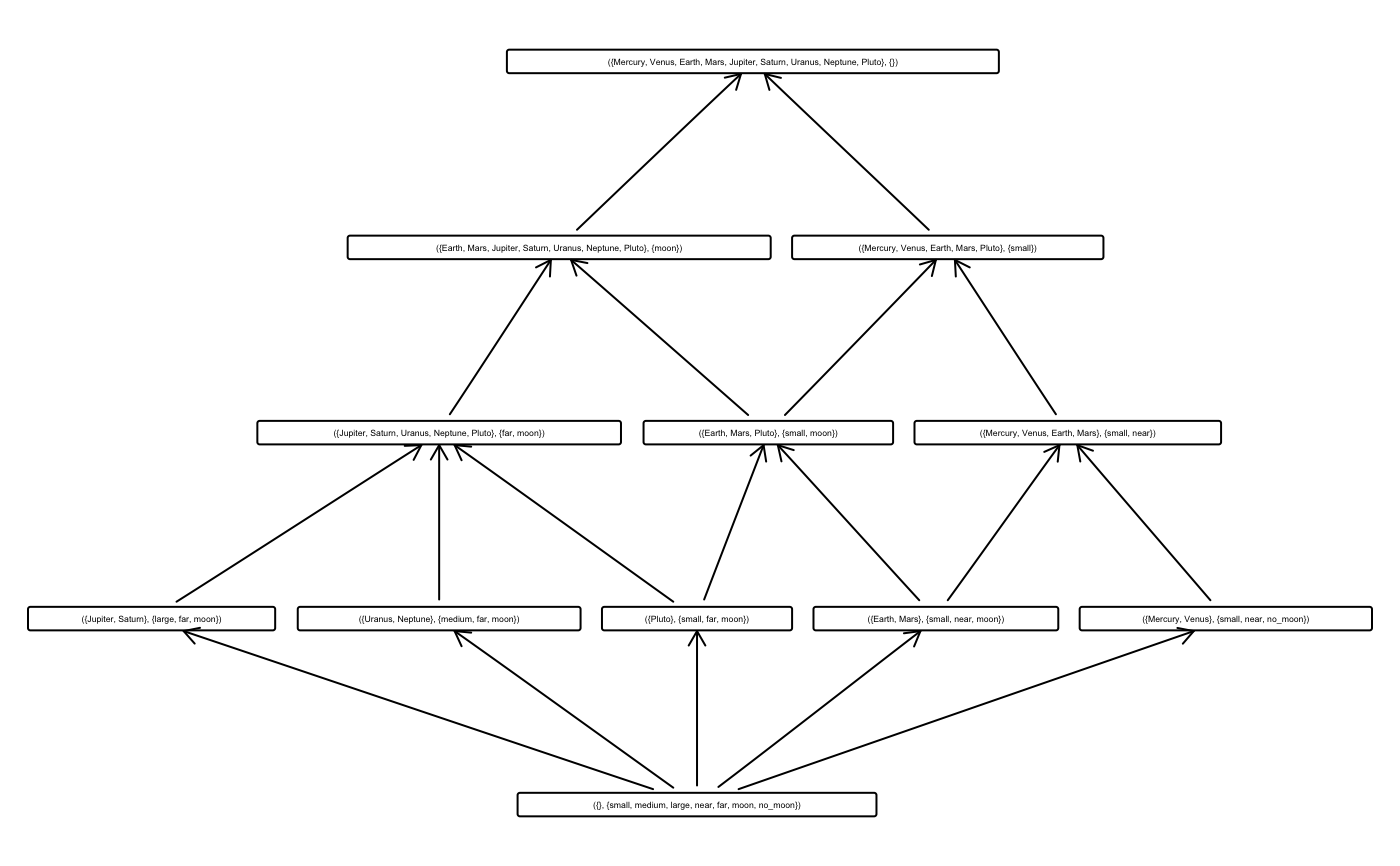 ({Mercury, Venus, Earth, Mars, Jupiter, Saturn, Uranus, Neptune, Pluto}, {})
({Earth, Mars, Jupiter, Saturn, Uranus, Neptune, Pluto}, {moon})
({Mercury, Venus, Earth, Mars, Pluto}, {small})
({Jupiter, Saturn, Uranus, Neptune, Pluto}, {far, moon})
({Earth, Mars, Pluto}, {small, moon})
({Mercury, Venus, Earth, Mars}, {small, near})
({Jupiter, Saturn}, {large, far, moon})
({Uranus, Neptune}, {medium, far, moon})
({Pluto}, {small, far, moon})
({Earth, Mars}, {small, near, moon})
({Mercury, Venus}, {small, near, no_moon})
({}, {small, medium, large, near, far, moon, no_moon})